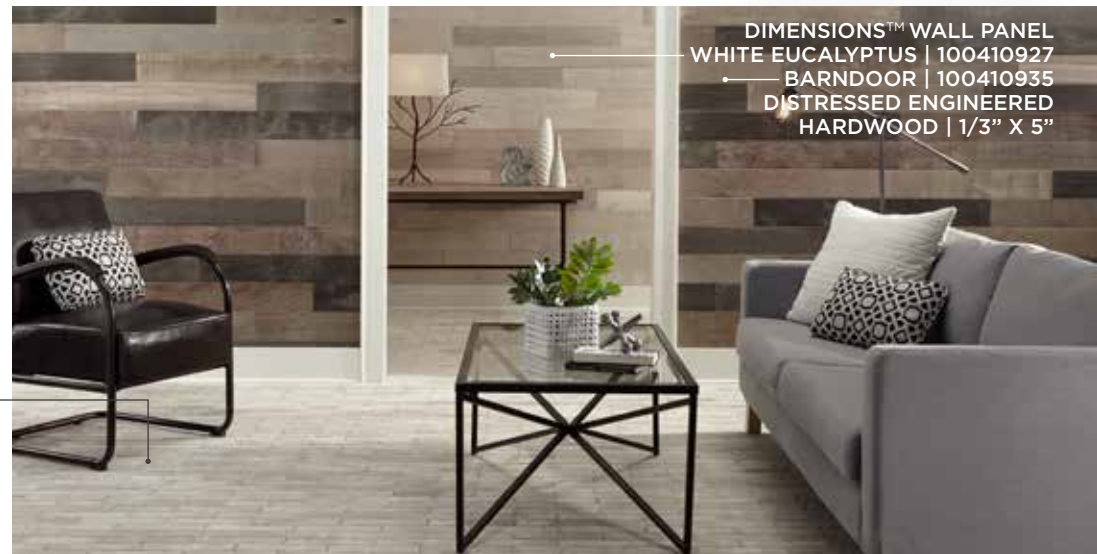 DIMENSIONS™ WALL PANEL
WHITE EUCALYPTUS | 100410927
BARNDOOR | 100410935
DISTRESSED ENGINEERED
HARDWOOD | 1/3” X 5”